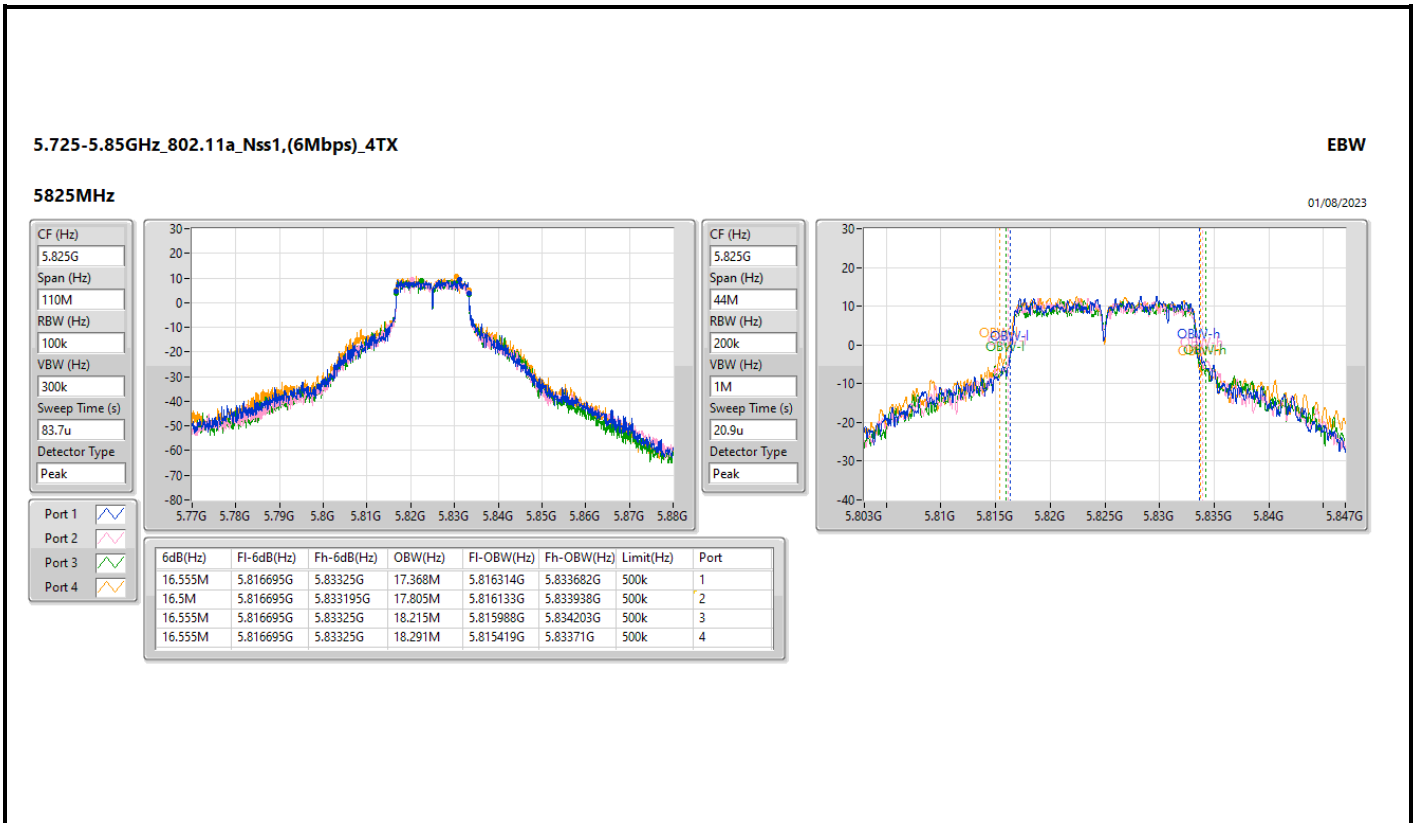 5.725-5.85GHz_802.11a_Nss1,(6Mbps)_4TX
EBW
5825MHz
01/08/2023
CF (Hz)
5.825G
Span (Hz)
110M
RBW (Hz)
100k
VBW (Hz)
300k
Sweep Time (s)
83.7u
Detector Type
Peak
30
20
10
0
-10
-20
-30
-40
-50
-60
-70
-80
5.77G 5.78G 5.79G 5.8G 5.81G 5.82G 5.83G 5.84G 5.85G 5.86G 5.87G 5.88G
CF (Hz)
5.825G
Span (Hz)
44M
RBW (Hz)
200k
VBW (Hz)
1M
Sweep Time (s)
20.9u
Detector Type
Peak
30
20
10
0
-10
-20
-30
-40
OBW-l
OBW-l
OBW-h
OBW-h
5.803G 5.81G 5.815G 5.82G 5.825G 5.83G 5.835G 5.84G 5.847G
Port 1
Port 2
Port 3
Port 4
6dB(Hz) Fl-6dB(Hz) Fh-6dB(Hz) OBW(Hz) Fl-OBW(Hz) Fh-OBW(Hz) Limit(Hz) Port
16.555M 5.816695G 5.83325G 17.368M 5.816314G 5.833682G 500k 1
16.5M 5.816695G 5.833195G 17.805M 5.816133G 5.833938G 500k 2
16.555M 5.816695G 5.83325G 18.215M 5.815988G 5.834203G 500k 3
16.555M 5.816695G 5.83325G 18.291M 5.815419G 5.83371G 500k 4